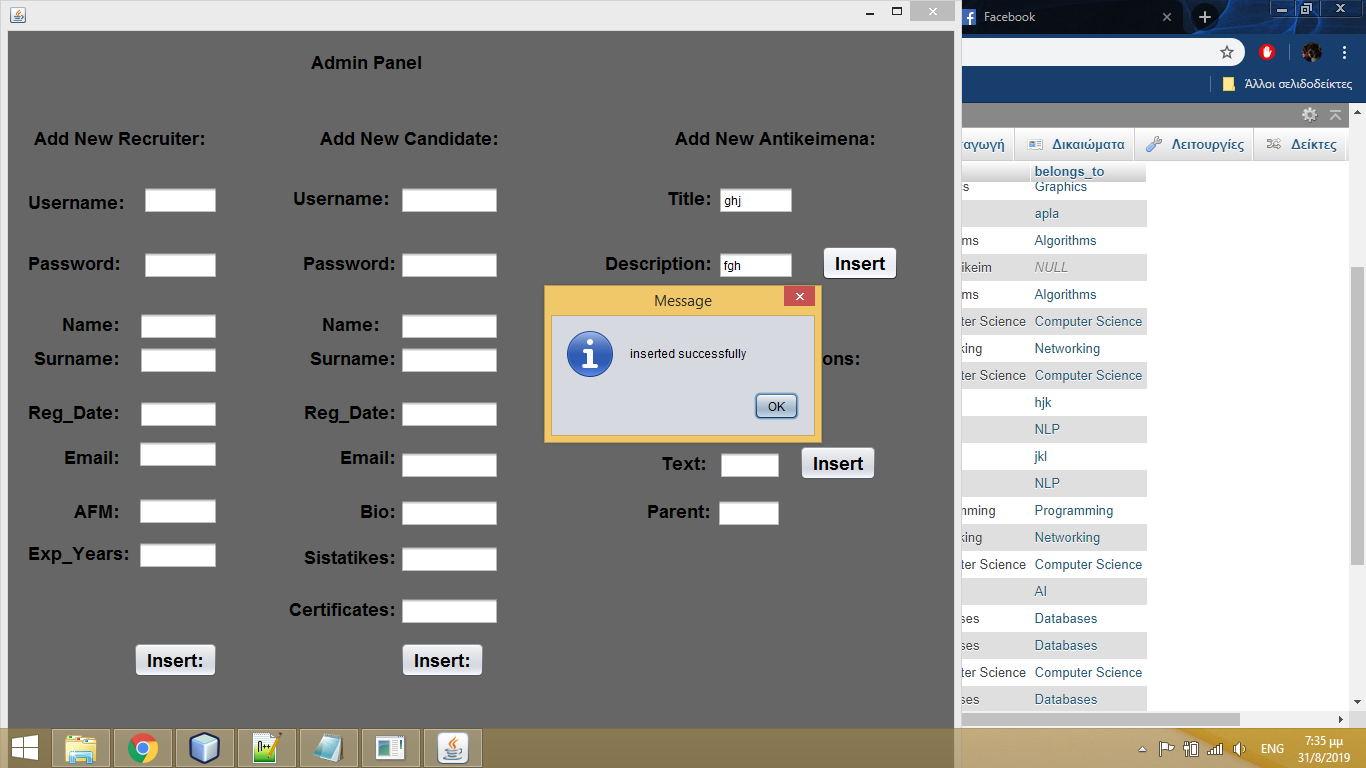 Facebook
Άλλοι σελιδοδείκτες
Admin Panel
Add New Recruiter:
Add New Candidate:
Add New Antikeimena:
Username:
Password:
Name:
Surname:
Reg_Date:
Email:
AFM:
Exp_Years:
Insert:
Username:
Password:
Name:
Surname:
Reg_Date:
Email:
Bio:
Sistatikes:
Certificates:
Insert:
Title: ghj
Description: fgh
Insert
Message
inserted successfully
OK
ons:
Text:
Insert
Parent:
αγωγή Δικαιώματα Λειτουργίες Δείκτες
belongs_to
s Graphics
apla
ms Algorithms
ikeim NULL
ms Algorithms
ter Science Computer Science
king Networking
ter Science Computer Science
hjk
NLP
jkl
NLP
mming Programming
king Networking
ter Science Computer Science
AI
ses Databases
ses Databases
ter Science Computer Science
ses Databases
ENG
7:35 μμ
31/8/2019